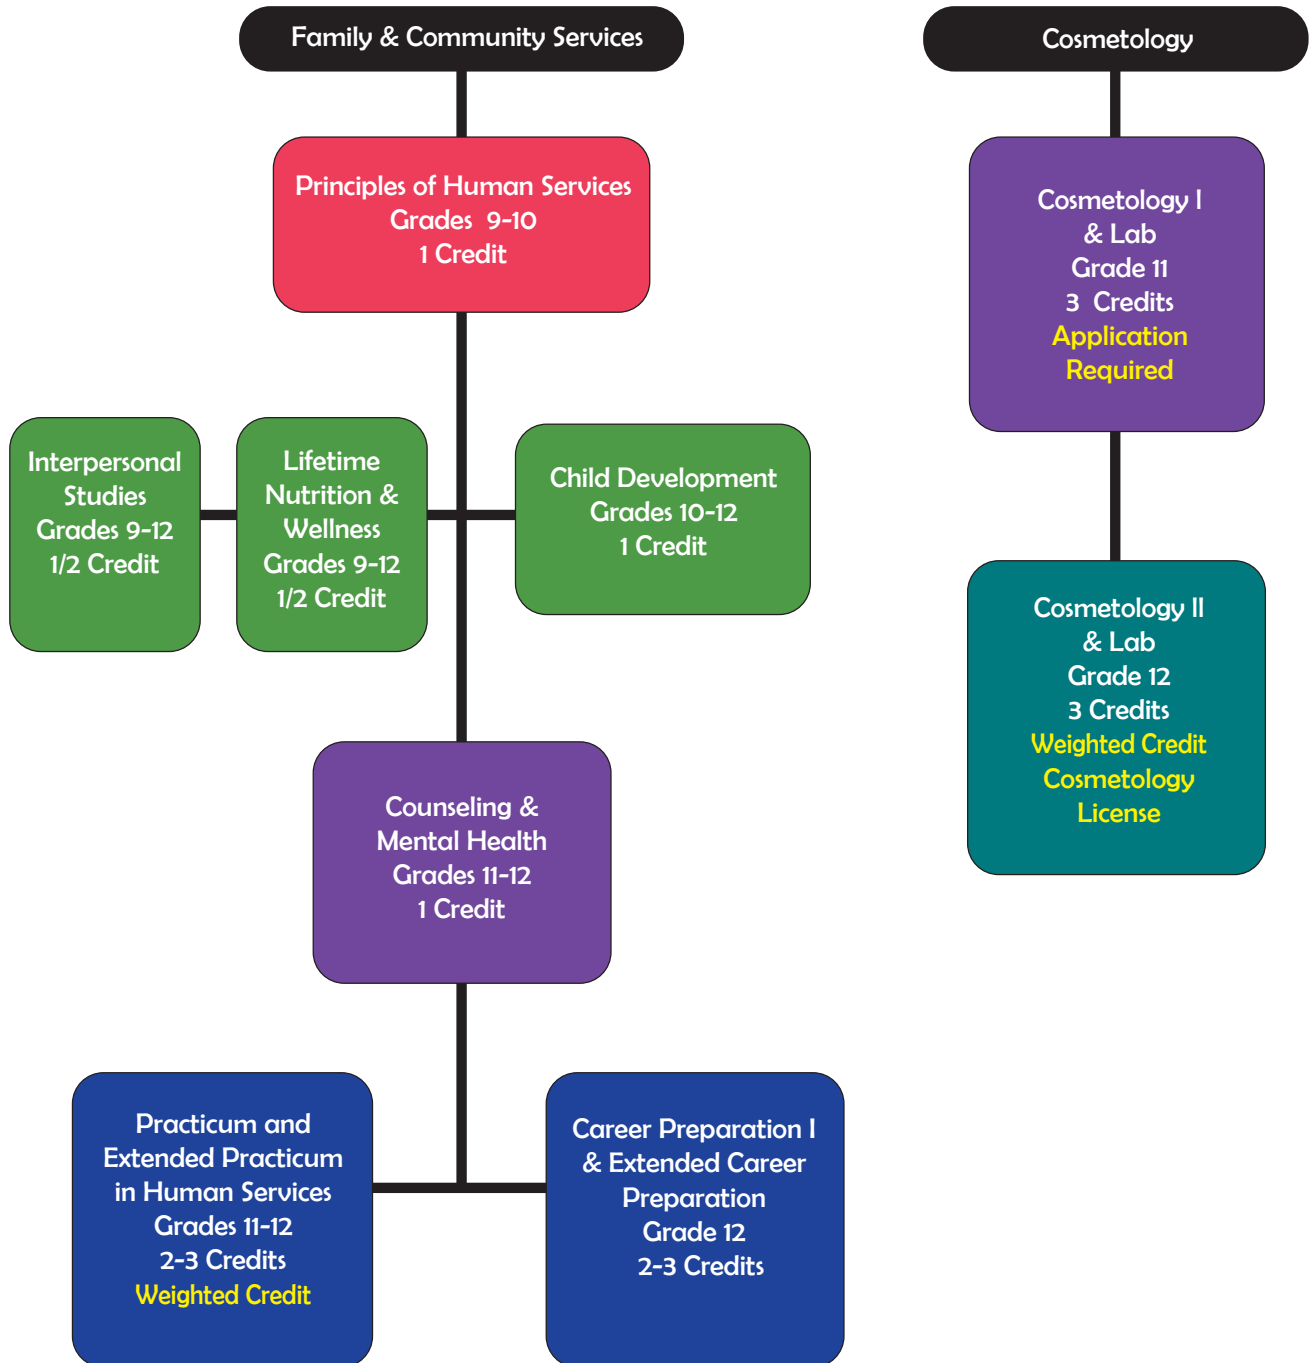 Family & Community Services
Cosmetology
Principles of Human Services
Grades 9-10
1 Credit
Cosmetology I
& Lab
Grade 11
3 Credits
Application
Required
Interpersonal
Studies
Grades 9-12
1/2 Credit
Lifetime
Nutrition &
Wellness
Grades 9-12
1/2 Credit
Child Development
Grades 10-12
1 Credit
Cosmetology II
& Lab
Grade 12
3 Credits
Weighted Credit
Cosmetology
License
Counseling &
Mental Health
Grades 11-12
1 Credit
Practicum and
Extended Practicum
in Human Services
Grades 11-12
2-3 Credits
Weighted Credit
Career Preparation I
& Extended Career
Preparation
Grade 12
2-3 Credits